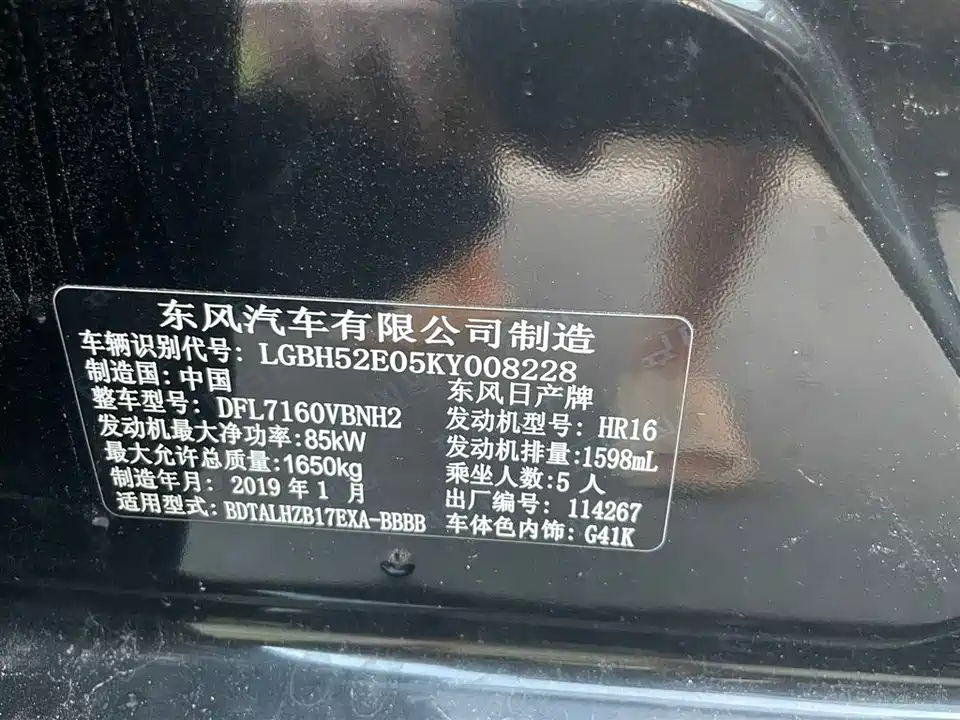 东风汽车有限公司制造
车辆识别代号: LGBH52E05KY008228
制造国: 中国 东风日产牌
整车型号: DFL7160VBNH2 发动机型号: HR16
发动机最大净功率:85kW 发动机排量:1598mL
最大允许总质量:1650kg 乘坐人数:5 人
制造年月: 2019 年 1 月 出厂编号: 114267
适用型式: BDTALHZB17EXA-BBBB 车体色内饰: G41K